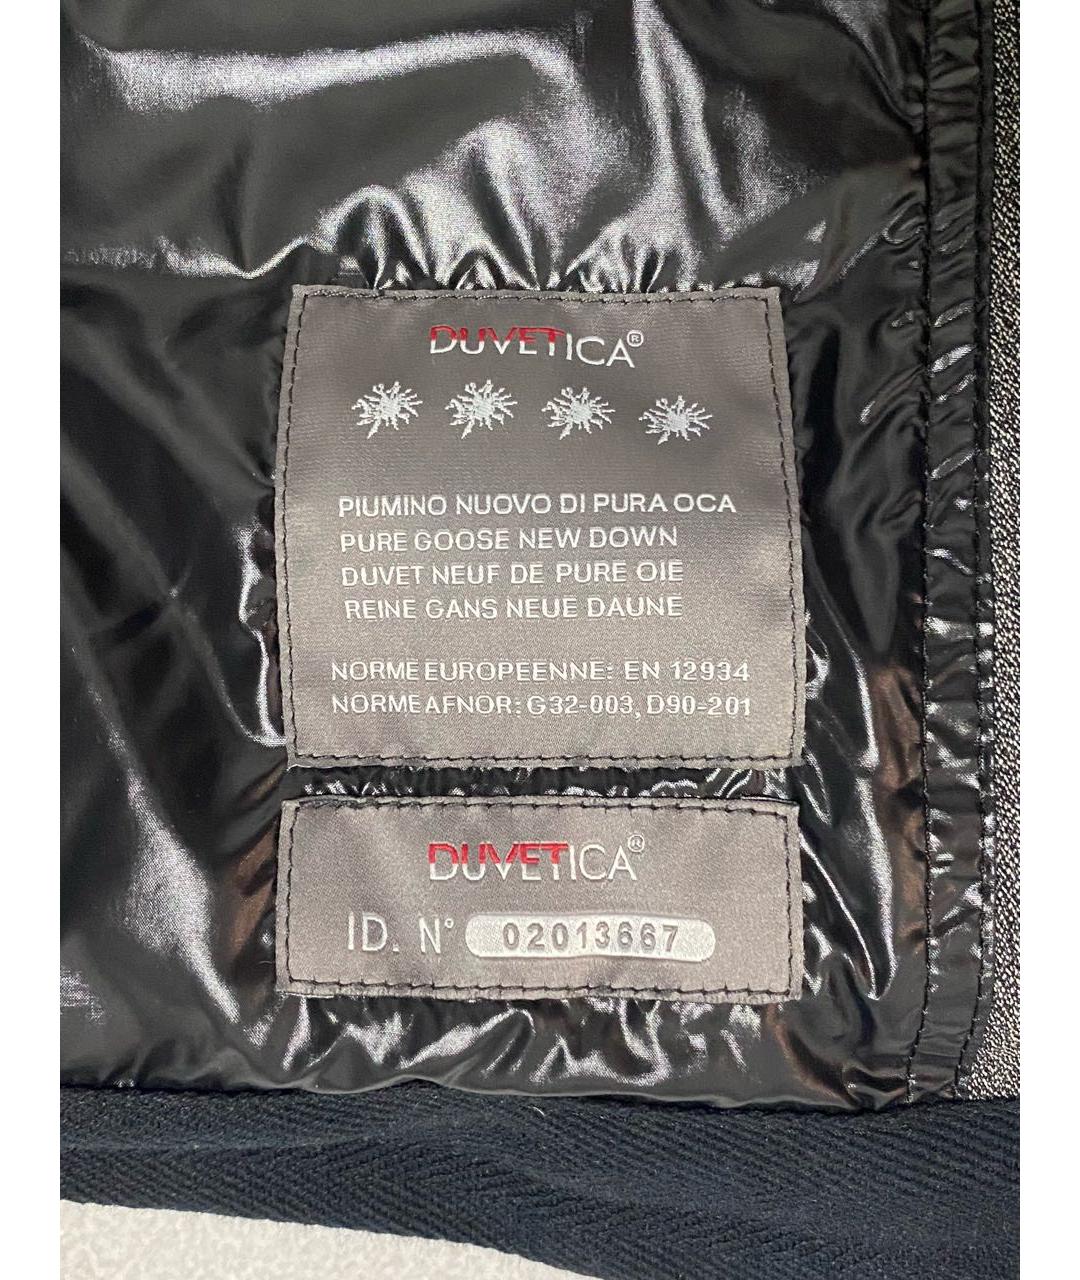 DUVETICA®
PIUMINO NUOVO DI PURA OCA
PURE GOOSE NEW DOWN
DUVET NEUF DE PURE OIE
REINE GANS NEUE DAUNE
NORME EUROPEENNE: EN 12934
NORME AFNOR: G32-003, D90-201
DUVETICA®
ID. N° 02013667